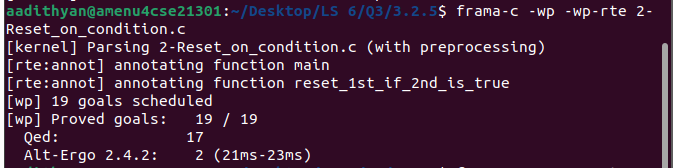 aadithyan@amenu4cse21301:~/Desktop/LS 6/Q3/3.2.5$ frama-c -wp -wp-rte 2-
Reset_on_condition.c
[kernel] Parsing 2-Reset_on_condition.c (with preprocessing)
[rte:annot] annotating function main
[rte:annot] annotating function reset_1st_if_2nd_is_true
[wp] 19 goals scheduled
[wp] Proved goals:   19 / 19
  Qed:              17
  Alt-Ergo 2.4.2:    2 (21ms-23ms)